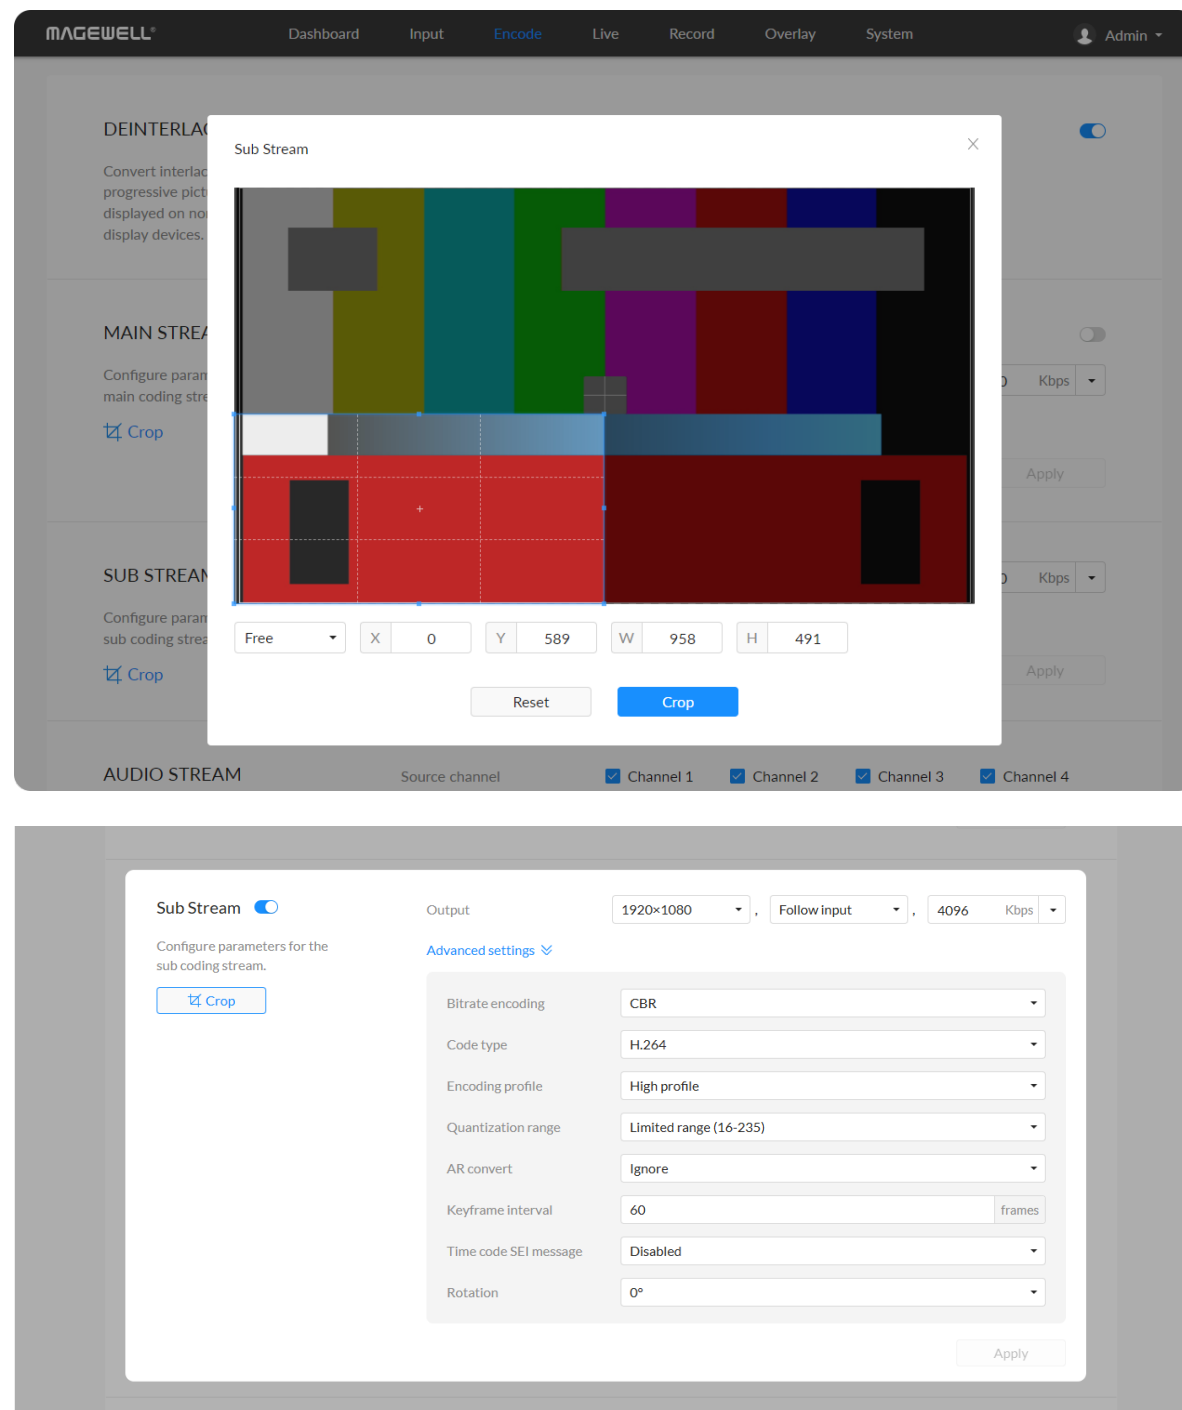 MAGEWELL®
Dashboard Input Encode Live Record Overlay System Admin
DEINTERLA
Convert interlac
progressive pict
displayed on no
display devices.
Sub Stream
MAIN STREA
Configure param
main coding stre
Crop
Kbps
Apply
SUB STREAM
Configure param
sub coding strea
Crop
Kbps
Apply
Free X 0 Y 589 W 958 H 491
Reset Crop
AUDIO STREAM
Source channel Channel 1 Channel 2 Channel 3 Channel 4
Sub Stream
Configure parameters for the
sub coding stream.
Crop
Output 1920×1080 , Follow input , 4096 Kbps
Advanced settings
Bitrate encoding CBR
Code type H.264
Encoding profile High profile
Quantization range Limited range (16-235)
AR convert Ignore
Keyframe interval 60 frames
Time code SEI message Disabled
Rotation 0°
Apply